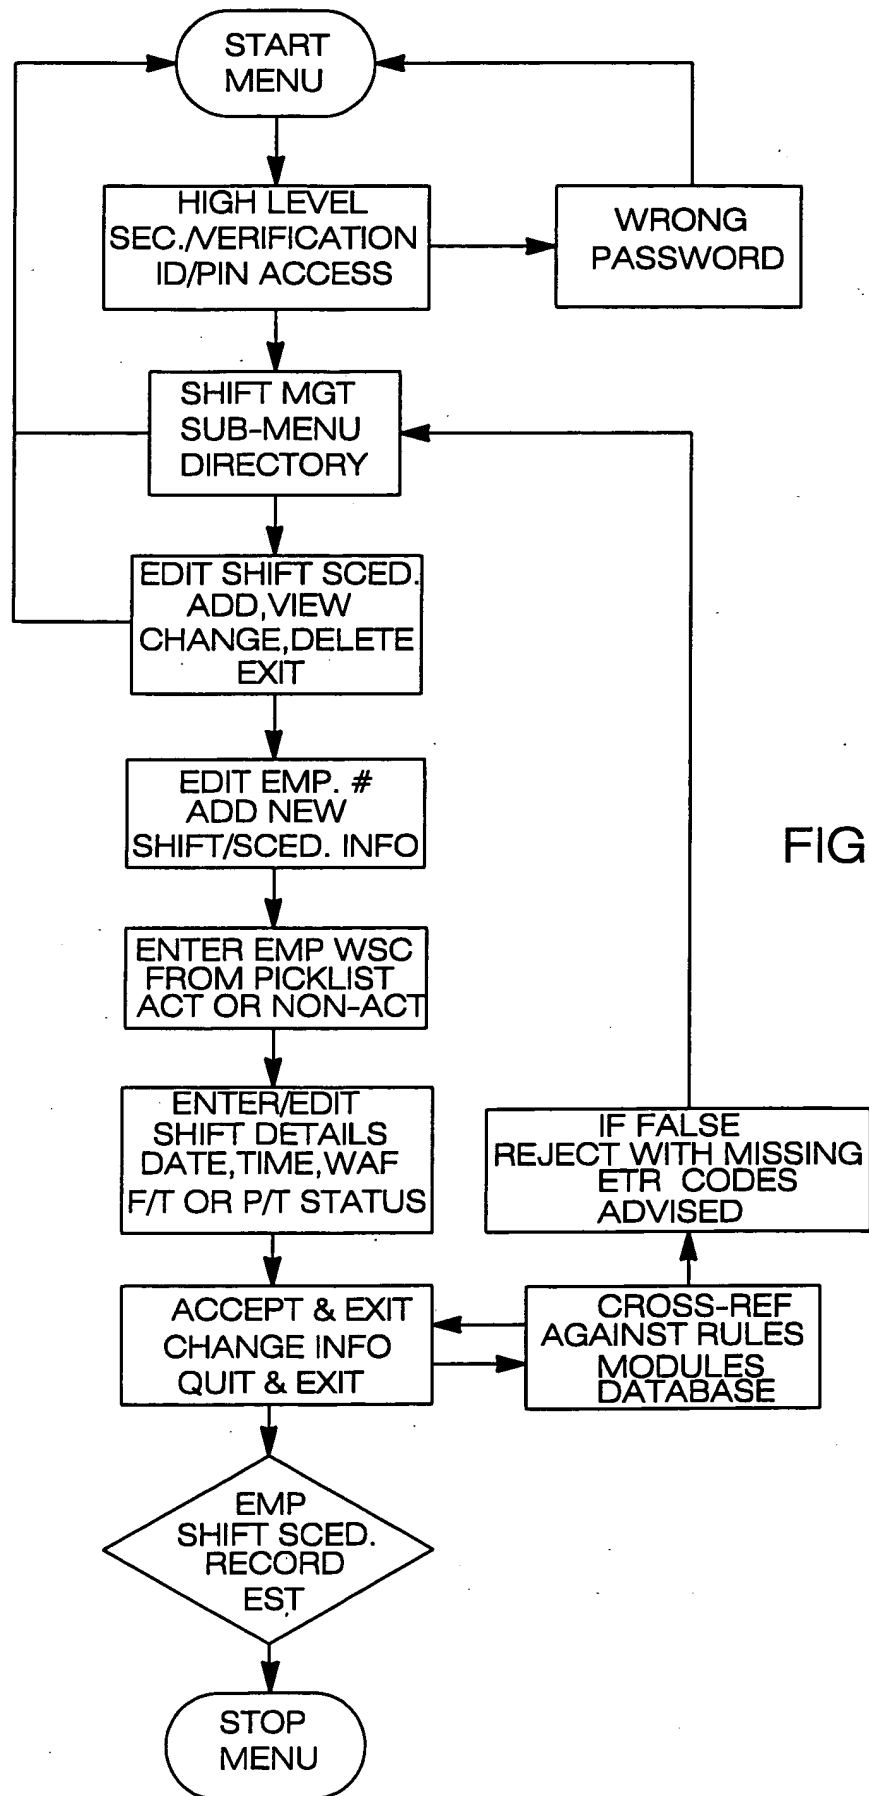 START
MENU
HIGH LEVEL
SEC./VERIFICATION
ID/PIN ACCESS
WRONG
PASSWORD
SHIFT MGT
SUB-MENU
DIRECTORY
EDIT SHIFT SCED.
ADD,VIEW
CHANGE,DELETE
EXIT
EDIT EMP. #
ADD NEW
SHIFT/SCED. INFO
FIG
ENTER EMP WSC
FROM PICKLIST
ACT OR NON-ACT
ENTER/EDIT
SHIFT DETAILS
DATE,TIME,WAF
F/T OR P/T STATUS
IF FALSE
REJECT WITH MISSING
ETR CODES
ADVISED
ACCEPT & EXIT
CHANGE INFO
QUIT & EXIT
CROSS-REF
AGAINST RULES
MODULES
DATABASE
EMP
SHIFT SCED.
RECORD
EST
STOP
MENU